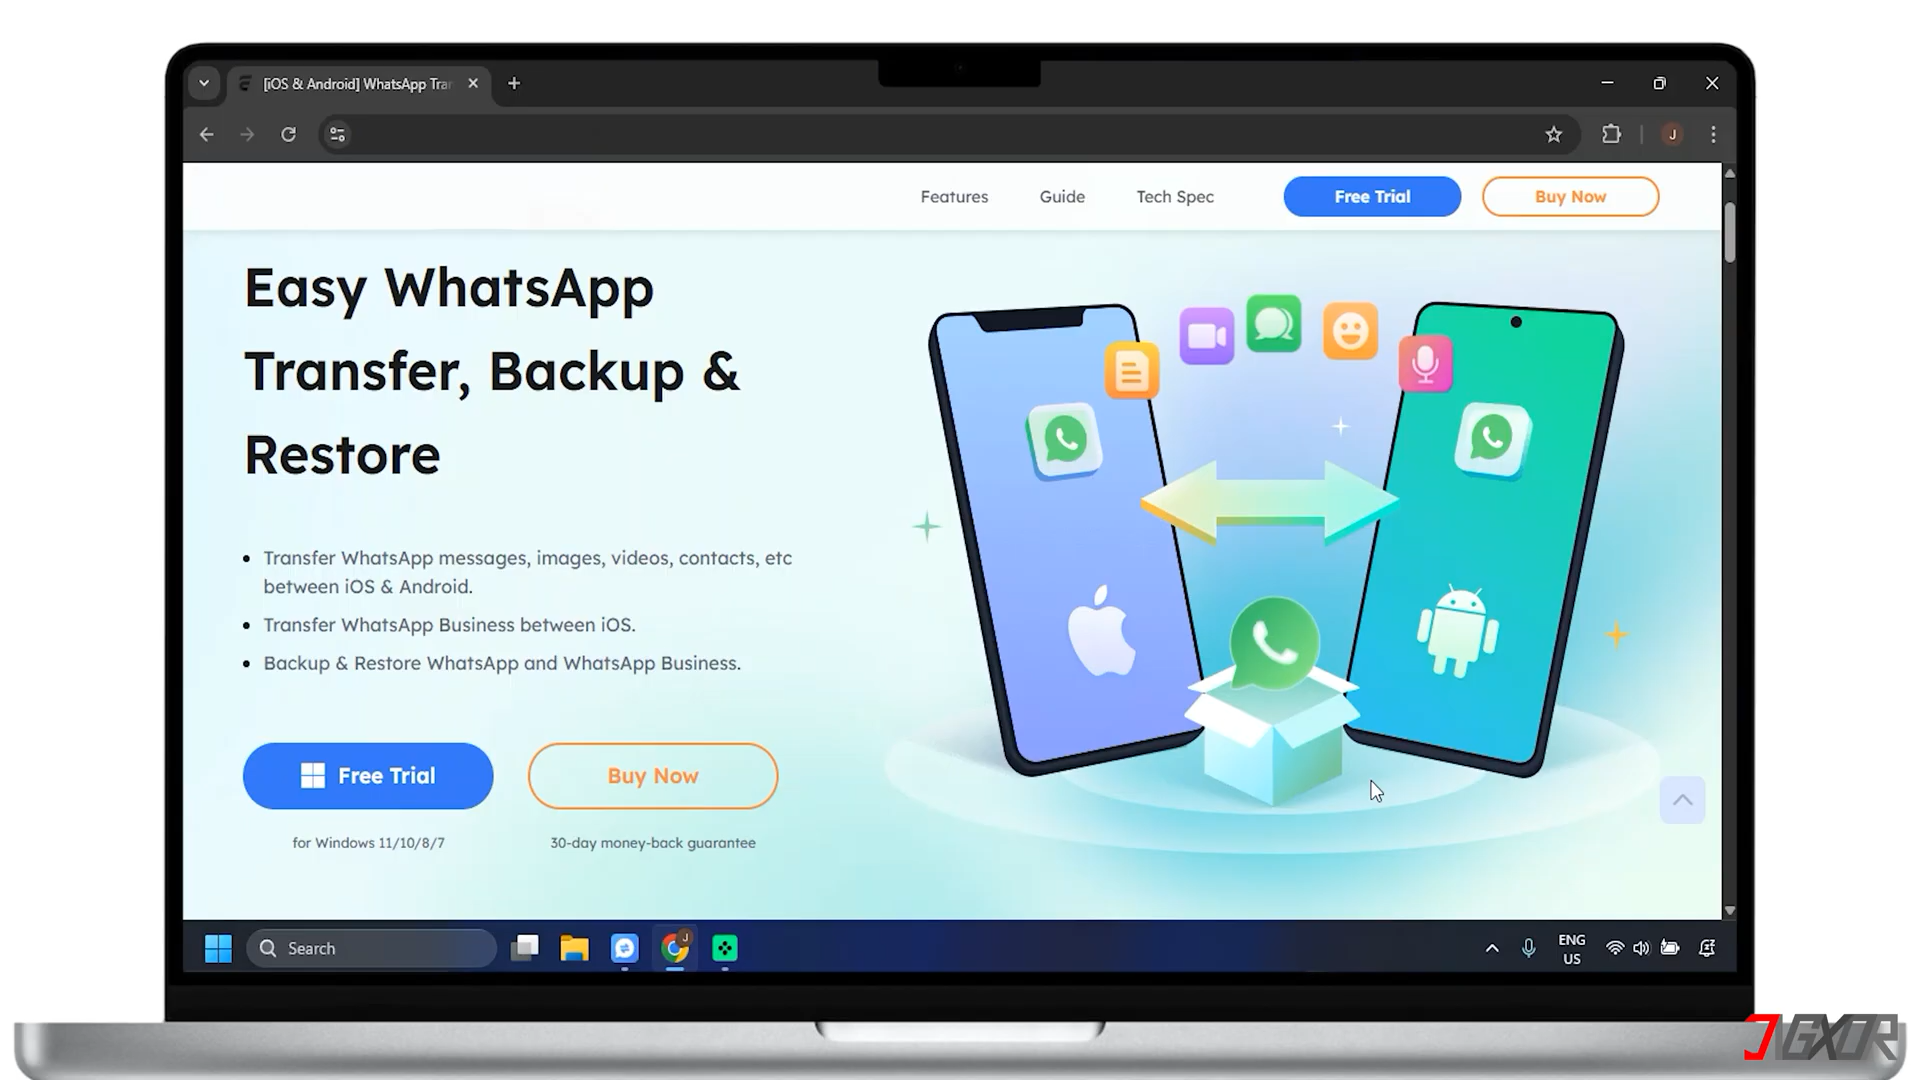 [iOS & Android] WhatsApp Tra
J
Features
Guide
Tech Spec
Free Trial
Buy Now
Easy WhatsApp
Transfer, Backup &
Restore
Transfer WhatsApp messages, images, videos, contacts, etc
between iOS & Android.
Transfer WhatsApp Business between iOS.
Backup & Restore WhatsApp and WhatsApp Business.
Free Trial
Buy Now
for Windows 11/10/8/7
30-day money-back guarantee
Search
J
ENG
US
JGXOR